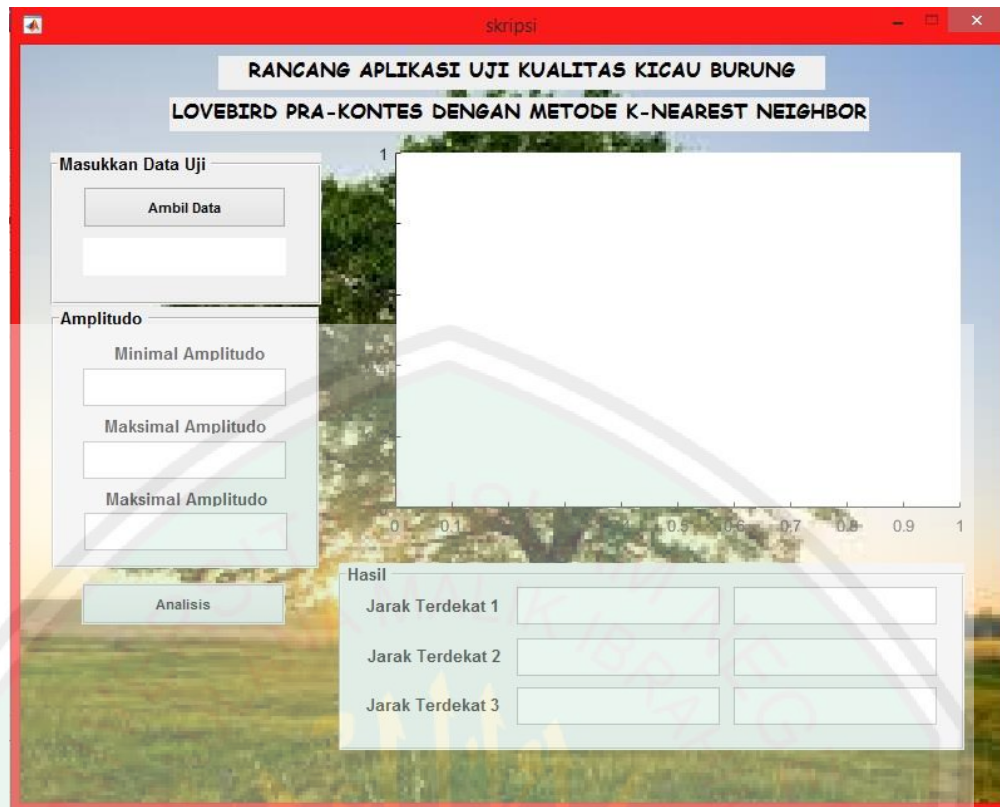 skripsi
RANCANG APLIKASI UJI KUALITAS KICAU BURUNG
LOVEBIRD PRA-KONTES DENGAN METODE K-NEAREST NEIGHBOR
Masukkan Data Uji
Ambil Data
Amplitudo
Minimal Amplitudo
Maksimal Amplitudo
Maksimal Amplitudo
Analisis
1
0 0.1 0.5 0.6 0.7 0.8 0.9 1
Hasil
Jarak Terdekat 1
Jarak Terdekat 2
Jarak Terdekat 3
MALIK IBRA